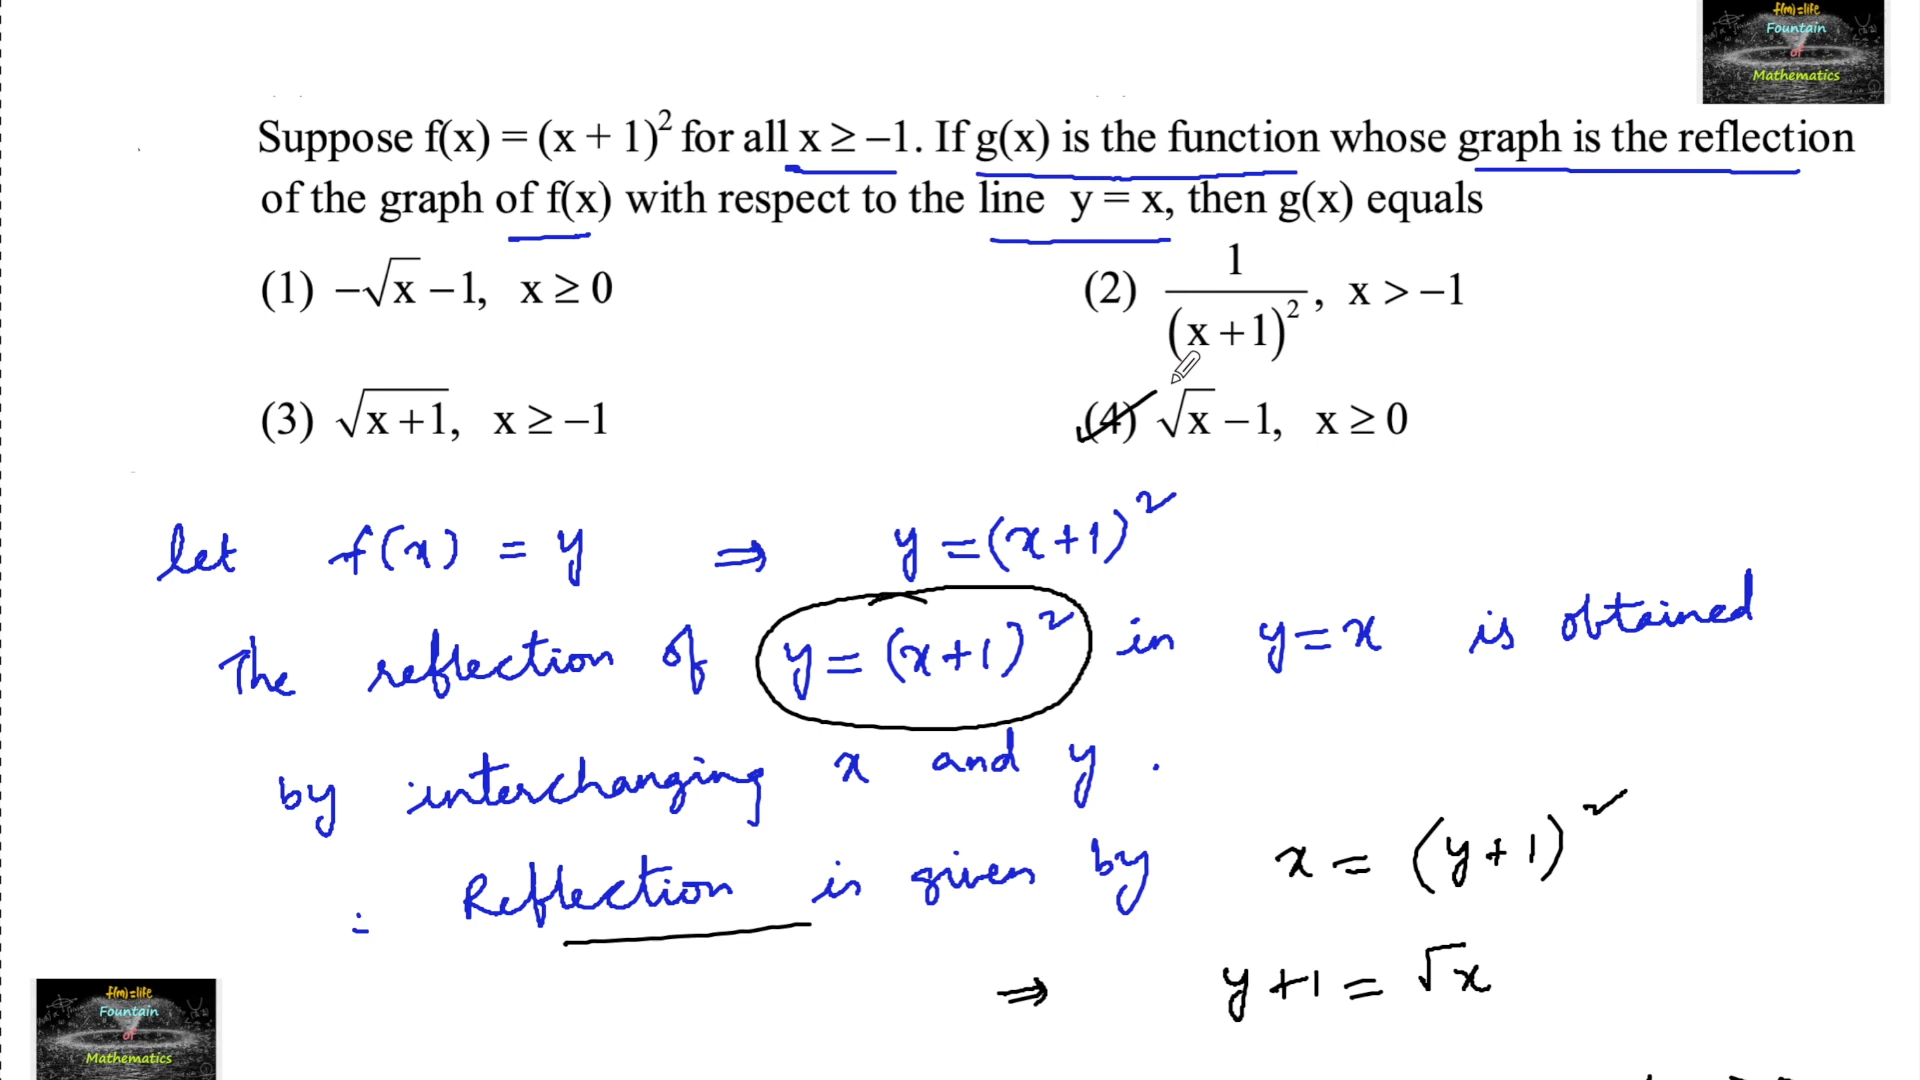 f(m)=life
Fountain
of
Mathematics
Suppose f(x) = (x + 1)² for all x ≥ –1. If g(x) is the function whose graph is the reflection
of the graph of f(x) with respect to the line y = x, then g(x) equals
(1) –√x – 1, x ≥ 0
(2) 1/(x + 1)², x > –1
(3) √(x + 1), x ≥ –1
(4) √x – 1, x ≥ 0
let f(x) = y ⇒ y = (x+1)²
The reflection of y = (x+1)² in y = x is obtained
by interchanging x and y.
Reflection is given by x = (y+1)²
⇒ y+1 = √x
f(m)=life
Fountain
of
Mathematics